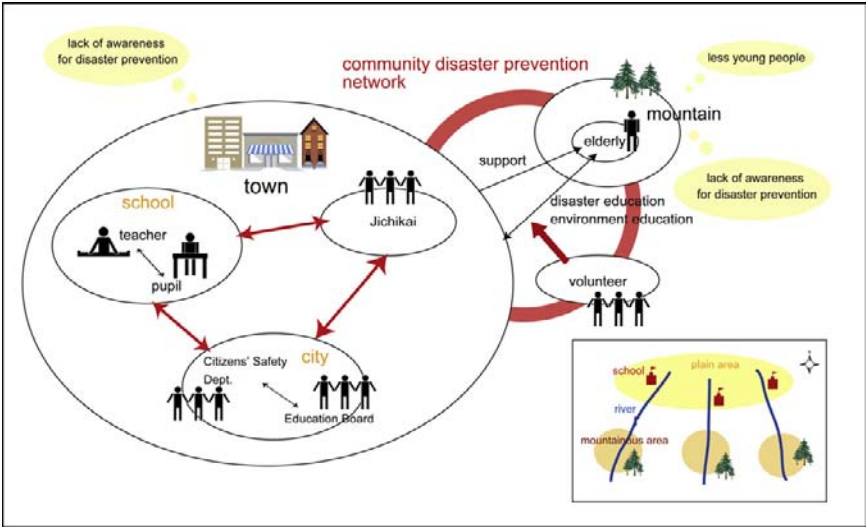 lack of awareness
for disaster prevention
community disaster prevention
network
less young people
mountain
elderly
town
support
lack of awareness
for disaster prevention
school
Jichikai
disaster education
environment education
teacher
pupil
volunteer
city
Citizens' Safety
Dept.
Education Board
school
plain area
river
mountainous area